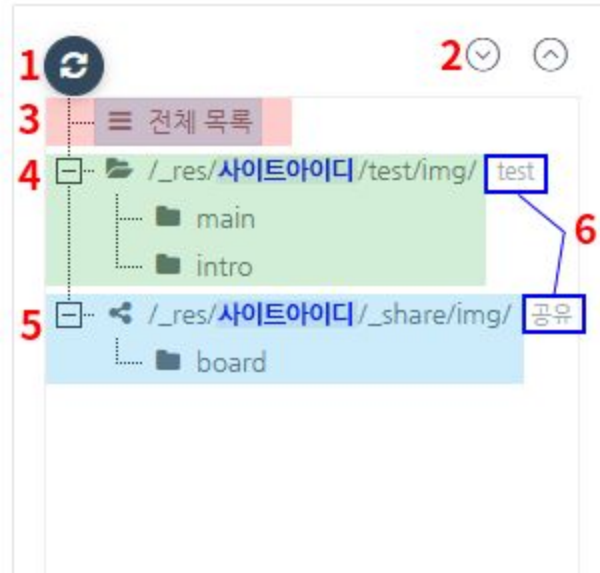 1 2
3 전체 목록
4 /_res/사이트아이디/test/img/ test
main 6
intro
5 /_res/사이트아이디/_share/img/ 공유
board